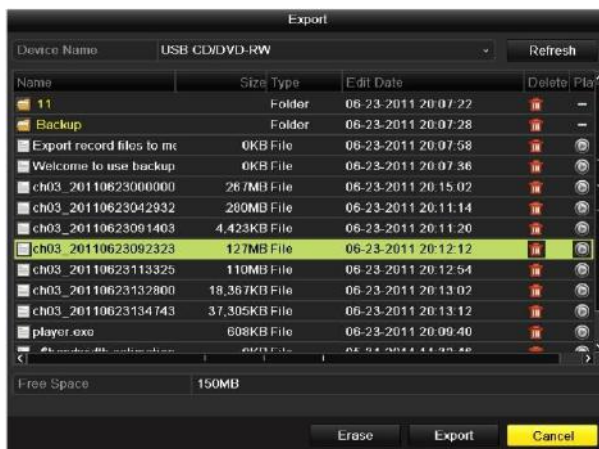 Export
Device Name USB CD/DVD-RW Refresh
Name Size Type Edit Date Delete Pla
11 Folder 06-23-2011 20:07:22 –
Backup Folder 06-23-2011 20:07:28 –
Export record files to me 0KB File 06-23-2011 20:07:58
Welcome to use backup 0KB File 06-23-2011 20:07:36
ch03_20110623000000 267MB File 06-23-2011 20:15:02
ch03_20110623042932 280MB File 06-23-2011 20:11:14
ch03_20110623091403 4,423KB File 06-23-2011 20:11:20
ch03_20110623092323 127MB File 06-23-2011 20:12:12
ch03_20110623113325 110MB File 06-23-2011 20:12:54
ch03_20110623132800 18,367KB File 06-23-2011 20:13:02
ch03_20110623134743 37,305KB File 06-23-2011 20:13:12
player.exe 608KB File 06-23-2011 20:09:40
Free Space 150MB
Erase Export Cancel